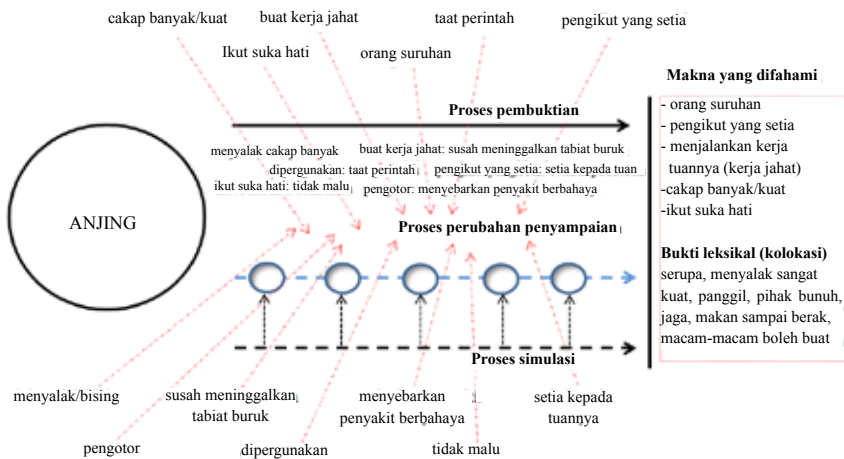 cakap banyak/kuat
buat kerja jahat
taat perintah
pengikut yang setia
Ikut suka hati
orang suruhan
Makna yang difahami
- orang suruhan
- pengikut yang setia
- menjalankan kerja
tuannya (kerja jahat)
-cakap banyak/kuat
-ikut suka hati
Proses pembuktian
menyalak cakap banyak
buat kerja jahat: susah meninggalkan tabiat buruk
dipergunakan: taat perintah
pengikut yang setia: setia kepada tuan
ikut suka hati: tidak malu
pengotor: menyebarkan penyakit berbahaya
ANJING
Proses perubahan penyampaian
Bukti leksikal (kolokasi)
serupa, menyalak sangat
kuat, panggil, pihak bunuh,
jaga, makan sampai berak,
macam-macam boleh buat
Proses simulasi
menyalak/bising
susah meninggalkan
tabiat buruk
menyebarkan
penyakit berbahaya
setia kepada
tuannya
pengotor
dipergunakan
tidak malu